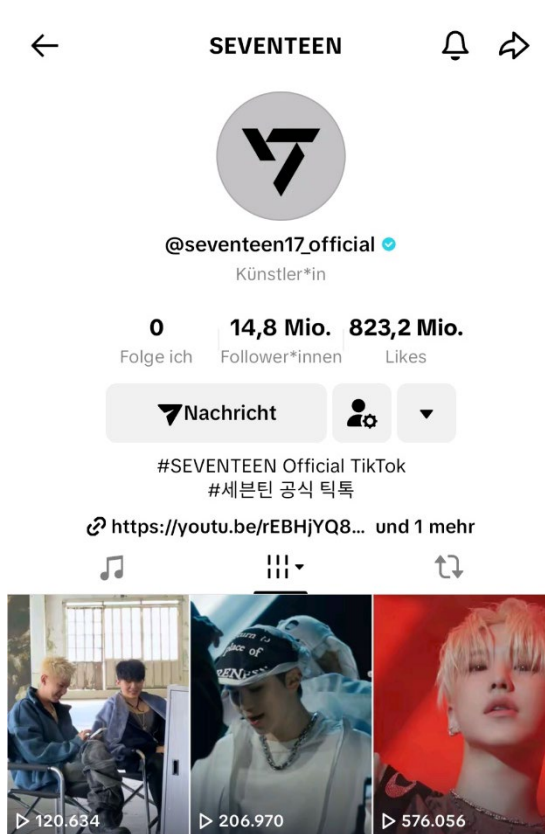 SEVENTEEN
@seventeen17_official
Künstler*in
0 14,8 Mio. 823,2 Mio.
Folge ich Follower*innen Likes
Nachricht
#SEVENTEEN Official TikTok
#세븐틴 공식 틱톡
https://youtu.be/rEBHjYQ8... und 1 mehr
place of
120.634 206.970 576.056